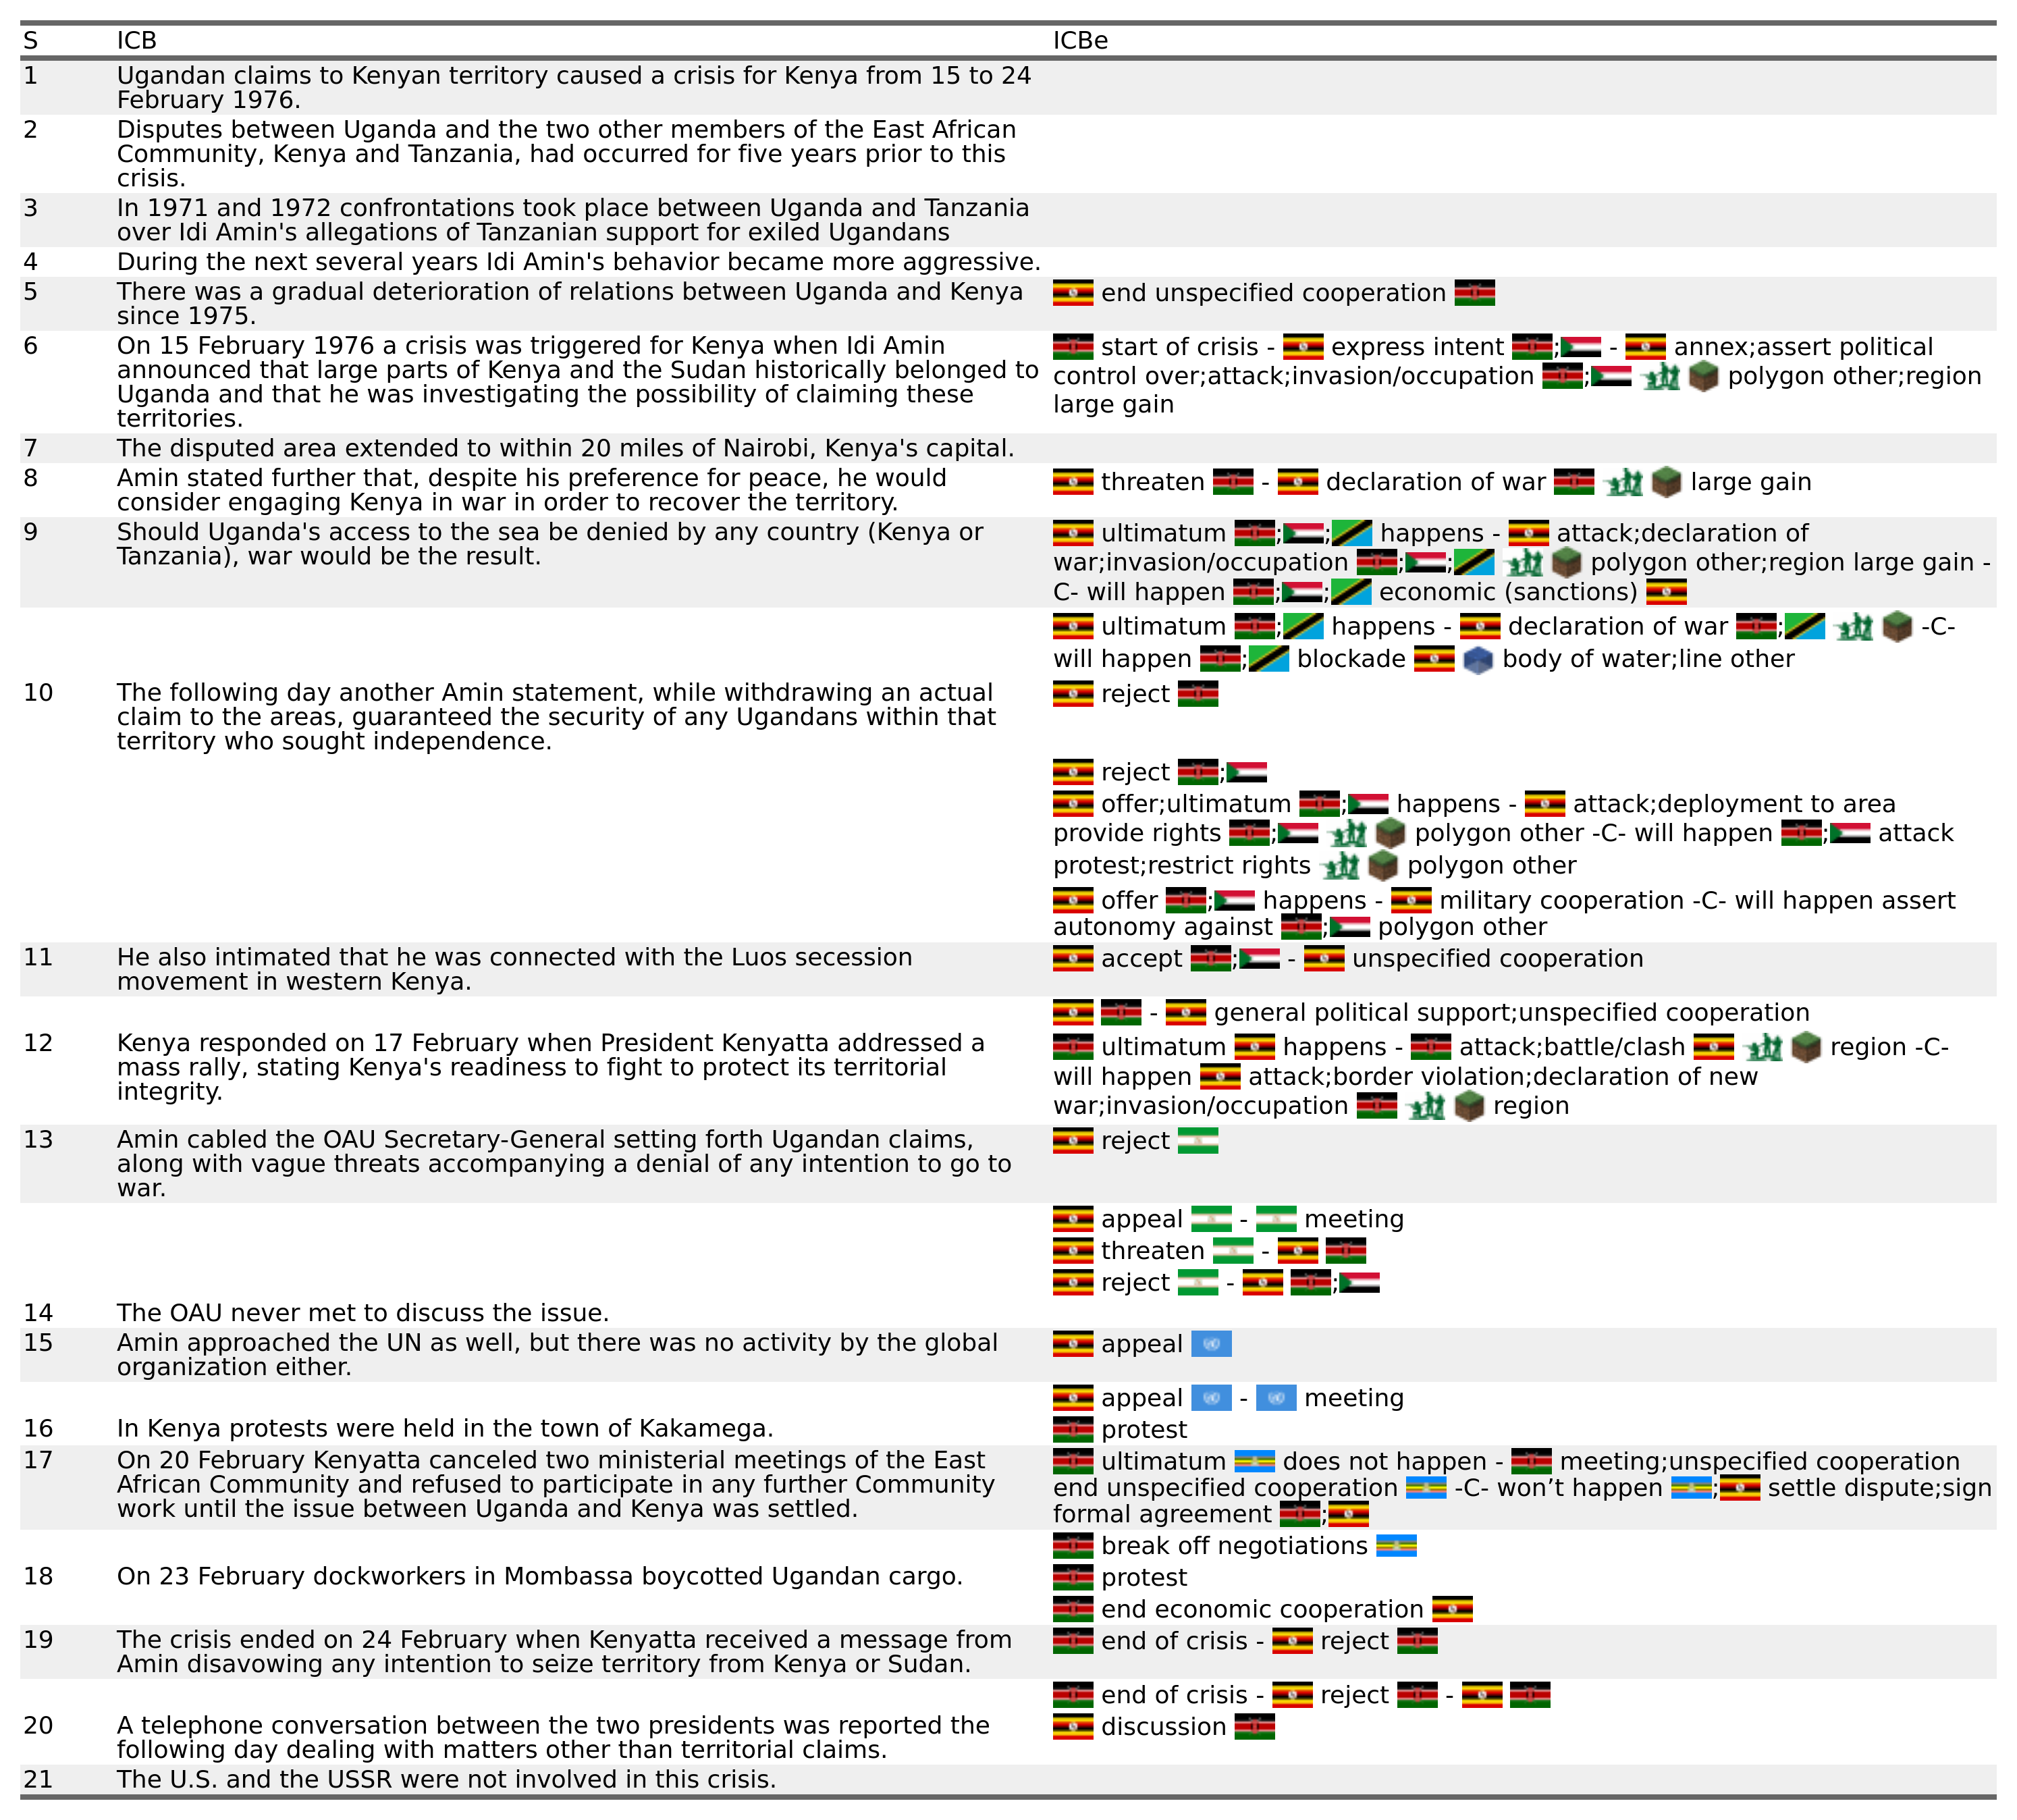 S ICB ICBe
1 Ugandan claims to Kenyan territory caused a crisis for Kenya from 15 to 24
February 1976.
2 Disputes between Uganda and the two other members of the East African
Community, Kenya and Tanzania, had occurred for five years prior to this
crisis.
3 In 1971 and 1972 confrontations took place between Uganda and Tanzania
over Idi Amin's allegations of Tanzanian support for exiled Ugandans
4 During the next several years Idi Amin's behavior became more aggressive.
5 There was a gradual deterioration of relations between Uganda and Kenya
since 1975.
end unspecified cooperation
6 On 15 February 1976 a crisis was triggered for Kenya when Idi Amin
announced that large parts of Kenya and the Sudan historically belonged to
Uganda and that he was investigating the possibility of claiming these
territories.
start of crisis - express intent ; - annex;assert political
control over;attack;invasion/occupation ; polygon other;region
large gain
7 The disputed area extended to within 20 miles of Nairobi, Kenya's capital.
8 Amin stated further that, despite his preference for peace, he would
consider engaging Kenya in war in order to recover the territory.
threaten - declaration of war large gain
9 Should Uganda's access to the sea be denied by any country (Kenya or
Tanzania), war would be the result.
ultimatum ; ; happens - attack;declaration of
war;invasion/occupation ; ; polygon other;region large gain -
C- will happen ; ; economic (sanctions)
ultimatum ; happens - declaration of war ; -C-
will happen ; blockade body of water;line other
10 The following day another Amin statement, while withdrawing an actual
claim to the areas, guaranteed the security of any Ugandans within that
territory who sought independence.
reject
reject ;
offer;ultimatum ; happens - attack;deployment to area
provide rights ; polygon other -C- will happen ; attack
protest;restrict rights polygon other
offer ; happens - military cooperation -C- will happen assert
autonomy against ; polygon other
11 He also intimated that he was connected with the Luos secession
movement in western Kenya.
accept ; - unspecified cooperation
- general political support;unspecified cooperation
12 Kenya responded on 17 February when President Kenyatta addressed a
mass rally, stating Kenya's readiness to fight to protect its territorial
integrity.
ultimatum happens - attack;battle/clash region -C-
will happen attack;border violation;declaration of new
war;invasion/occupation region
13 Amin cabled the OAU Secretary-General setting forth Ugandan claims,
along with vague threats accompanying a denial of any intention to go to
war.
reject
appeal - meeting
threaten -
reject - ;
14 The OAU never met to discuss the issue.
15 Amin approached the UN as well, but there was no activity by the global
organization either.
appeal
appeal - meeting
16 In Kenya protests were held in the town of Kakamega.
protest
17 On 20 February Kenyatta canceled two ministerial meetings of the East
African Community and refused to participate in any further Community
work until the issue between Uganda and Kenya was settled.
ultimatum does not happen - meeting;unspecified cooperation
end unspecified cooperation -C- won’t happen ; settle dispute;sign
formal agreement ;
break off negotiations
18 On 23 February dockworkers in Mombassa boycotted Ugandan cargo.
protest
end economic cooperation
19 The crisis ended on 24 February when Kenyatta received a message from
Amin disavowing any intention to seize territory from Kenya or Sudan.
end of crisis - reject
end of crisis - reject -
20 A telephone conversation between the two presidents was reported the
following day dealing with matters other than territorial claims.
discussion
21 The U.S. and the USSR were not involved in this crisis.